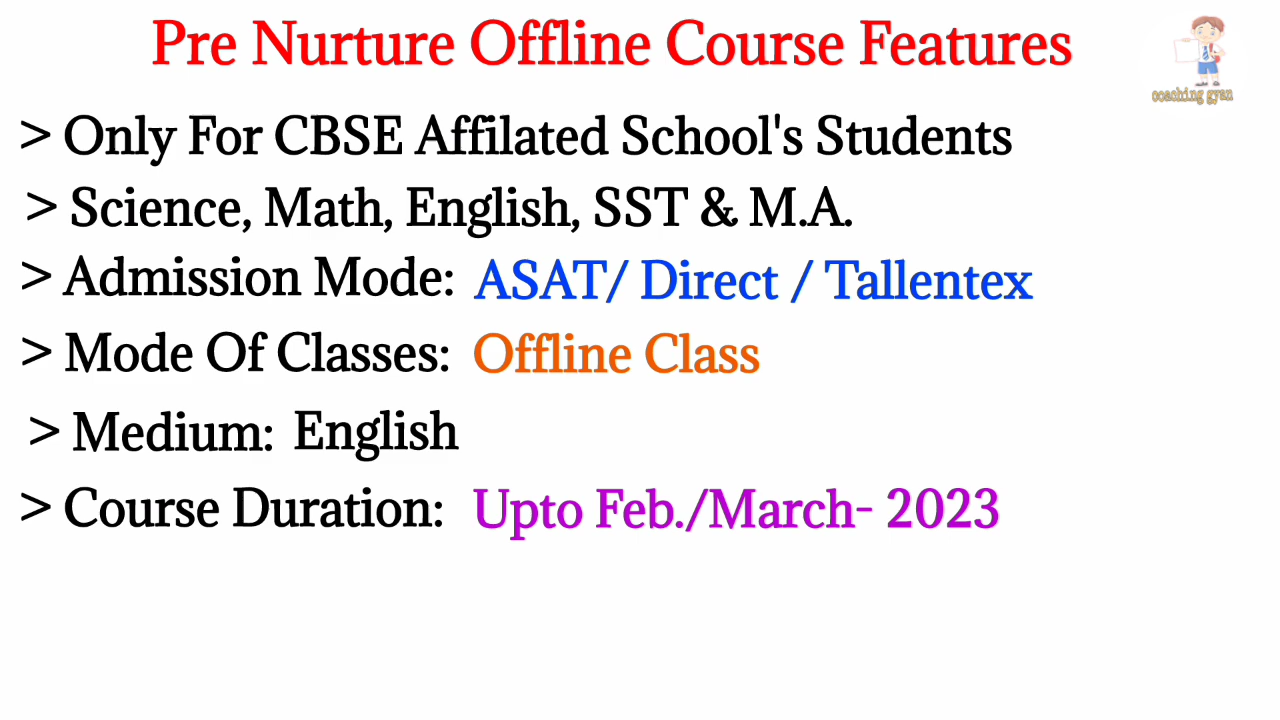 Pre Nurture Offline Course Features
coaching gyan
> Only For CBSE Affilated School's Students
> Science, Math, English, SST & M.A.
> Admission Mode: ASAT/ Direct / Tallentex
> Mode Of Classes: Offline Class
> Medium: English
> Course Duration: Upto Feb./March- 2023